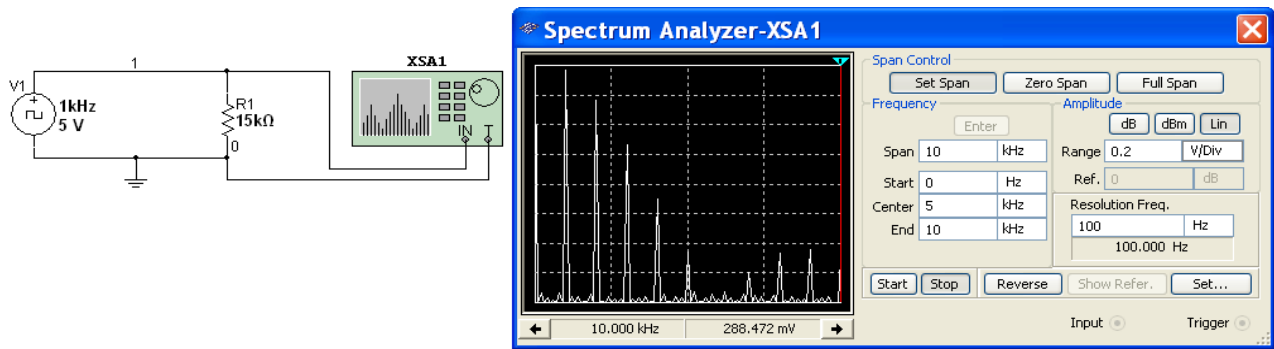 1
V1
1kHz
5 V
R1
15kΩ
0
XSA1
IN T
Spectrum Analyzer-XSA1
Span Control
Set Span Zero Span Full Span
Frequency
Enter
Span 10 kHz
Start 0 Hz
Center 5 kHz
End 10 kHz
Amplitude
dB dBm Lin
Range 0.2 V/Div
Ref. 0 dB
Resolution Freq.
100 Hz
100.000 Hz
Start Stop Reverse Show Refer. Set...
10.000 kHz 288.472 mV
Input Trigger